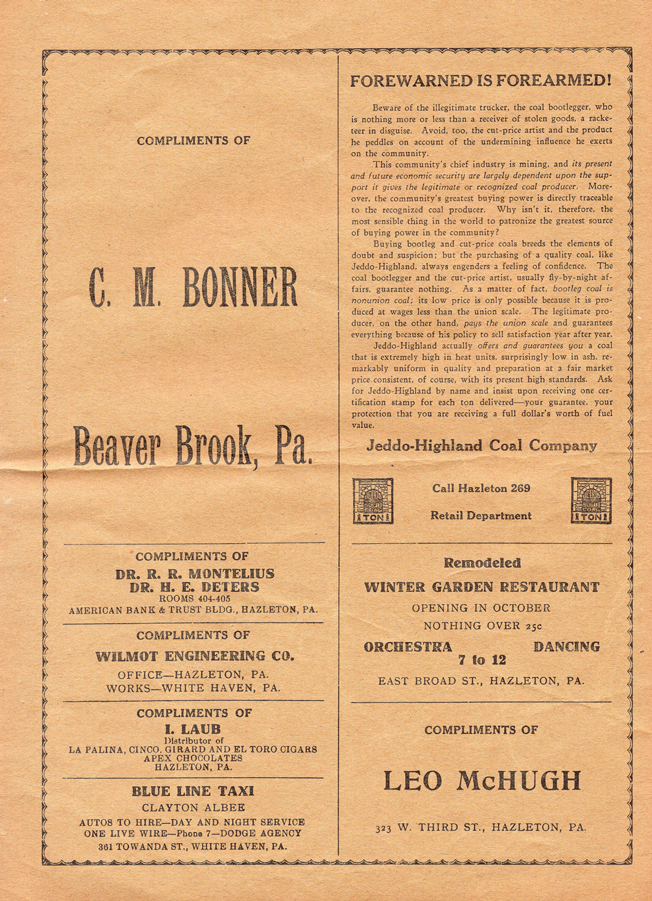 COMPLIMENTS OF
C. M. BONNER
Beaver Brook, Pa.
COMPLIMENTS OF
DR. R. R. MONTELIUS
DR. H. E. DETERS
ROOMS 404-405
AMERICAN BANK & TRUST BLDG., HAZLETON, PA.
COMPLIMENTS OF
WILMOT ENGINEERING CO.
OFFICE—HAZLETON, PA.
WORKS—WHITE HAVEN, PA.
COMPLIMENTS OF
I. LAUB
Distributor of
LA PALINA, CINCO, GIRARD AND EL TORO CIGARS
APEX CHOCOLATES
HAZLETON, PA.
BLUE LINE TAXI
CLAYTON ALBEE
AUTOS TO HIRE—DAY AND NIGHT SERVICE
ONE LIVE WIRE—Phone 7—DODGE AGENCY
361 TOWANDA ST., WHITE HAVEN, PA.
FOREWARNED IS FOREARMED!
Beware of the illegitimate trucker, the coal bootlegger, who
is nothing more or less than a receiver of stolen goods, a racke-
teer in disguise. Avoid, too, the cut-price artist and the product
he peddles on account of the undermining influence he exerts
on the community.
This community's chief industry is mining, and its present
and future economic security are largely dependent upon the sup-
port it gives the legitimate or recognized coal producer. More-
over, the community's greatest buying power is directly traceable
to the recognized coal producer. Why isn't it, therefore, the
most sensible thing in the world to patronize the greatest source
of buying power in the community?
Buying bootleg and cut-price coals breeds the elements of
doubt and suspicion; but the purchasing of a quality coal, like
Jeddo-Highland, always engenders a feeling of confidence. The
coal bootlegger and the cut-price artist, usually fly-by-night af-
fairs, guarantee nothing. As a matter of fact, bootleg coal is
nonunion coal; its low price is only possible because it is pro-
duced at wages less than the union scale. The legitimate pro-
ducer, on the other hand, pays the union scale and guarantees
everything because of his policy to sell satisfaction year after year.
Jeddo-Highland actually offers and guarantees you a coal
that is extremely high in heat units, surprisingly low in ash, re-
markably uniform in quality and preparation at a fair market
price consistent, of course, with its present high standards. Ask
for Jeddo-Highland by name and insist upon receiving one cer-
tification stamp for each ton delivered—your guarantee, your
protection that you are receiving a full dollar's worth of fuel
value.
Jeddo-Highland Coal Company
1 TON 1
Call Hazleton 269
Retail Department
1 TON 1
Remodeled
WINTER GARDEN RESTAURANT
OPENING IN OCTOBER
NOTHING OVER 25c
ORCHESTRA DANCING
7 to 12
EAST BROAD ST., HAZLETON, PA.
COMPLIMENTS OF
LEO McHUGH
323 W. THIRD ST., HAZLETON, PA.